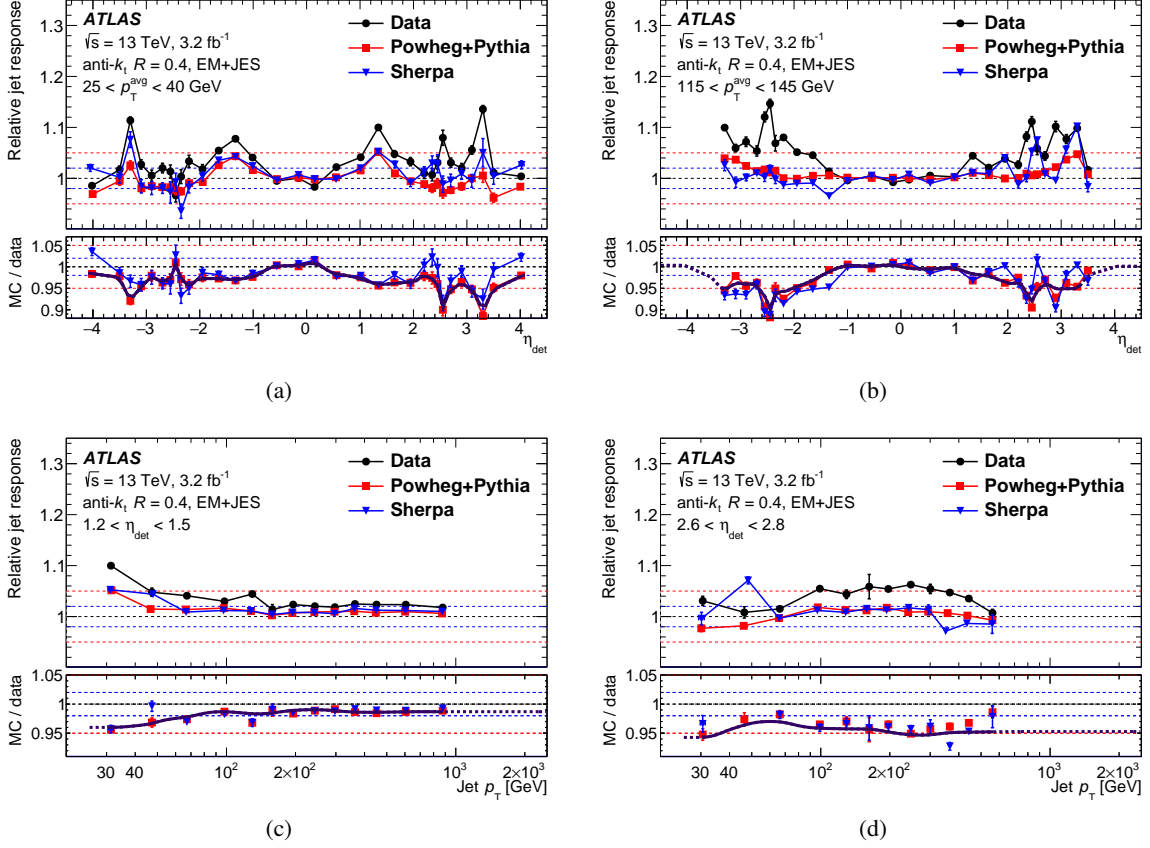 ATLAS
√s = 13 TeV, 3.2 fb⁻¹
anti-kₜ R = 0.4, EM+JES
25 < p_T^avg < 40 GeV
Data
Powheg+Pythia
Sherpa
Relative jet response
1.3
1.2
1.1
1
MC / data
1.05
1
0.95
0.9
−4 −3 −2 −1 0 1 2 3 4
η_det
(a)
ATLAS
√s = 13 TeV, 3.2 fb⁻¹
anti-kₜ R = 0.4, EM+JES
115 < p_T^avg < 145 GeV
Data
Powheg+Pythia
Sherpa
Relative jet response
1.3
1.2
1.1
1
MC / data
1.05
1
0.95
0.9
−4 −3 −2 −1 0 1 2 3 4
η_det
(b)
ATLAS
√s = 13 TeV, 3.2 fb⁻¹
anti-kₜ R = 0.4, EM+JES
1.2 < η_det < 1.5
Data
Powheg+Pythia
Sherpa
Relative jet response
1.3
1.2
1.1
1
MC / data
1.05
1
0.95
30 40 10² 2×10² 10³ 2×10³
Jet p_T [GeV]
(c)
ATLAS
√s = 13 TeV, 3.2 fb⁻¹
anti-kₜ R = 0.4, EM+JES
2.6 < η_det < 2.8
Data
Powheg+Pythia
Sherpa
Relative jet response
1.3
1.2
1.1
1
MC / data
1.05
1
0.95
30 40 10² 2×10² 10³ 2×10³
Jet p_T [GeV]
(d)